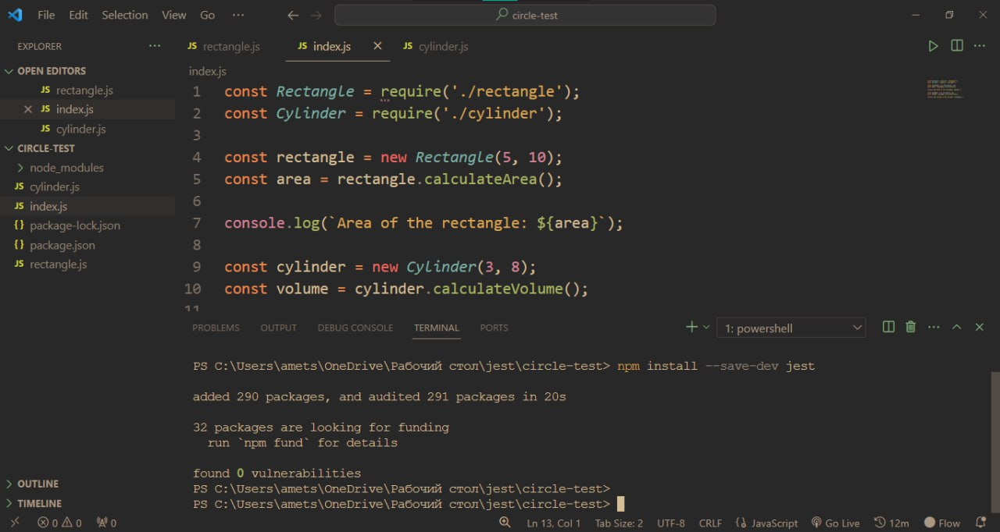 File Edit Selection View Go ···
circle-test
EXPLORER ···
OPEN EDITORS
JS rectangle.js
JS index.js
JS cylinder.js
CIRCLE-TEST
node_modules
JS cylinder.js
JS index.js
{} package-lock.json
{} package.json
JS rectangle.js
OUTLINE
TIMELINE
JS rectangle.js JS index.js JS cylinder.js
index.js
1 const Rectangle = require('./rectangle');
2 const Cylinder = require('./cylinder');
3
4 const rectangle = new Rectangle(5, 10);
5 const area = rectangle.calculateArea();
6
7 console.log(`Area of the rectangle: ${area}`);
8
9 const cylinder = new Cylinder(3, 8);
10 const volume = cylinder.calculateVolume();
11
PROBLEMS OUTPUT DEBUG CONSOLE TERMINAL PORTS
1: powershell
PS C:\Users\amets\OneDrive\Рабочий стол\jest\circle-test> npm install --save-dev jest
added 290 packages, and audited 291 packages in 20s
32 packages are looking for funding
run `npm fund` for details
found 0 vulnerabilities
PS C:\Users\amets\OneDrive\Рабочий стол\jest\circle-test>
PS C:\Users\amets\OneDrive\Рабочий стол\jest\circle-test>
0 0 0 Ln 13, Col 1 Tab Size: 2 UTF-8 CRLF {} JavaScript Go Live 12m Flow